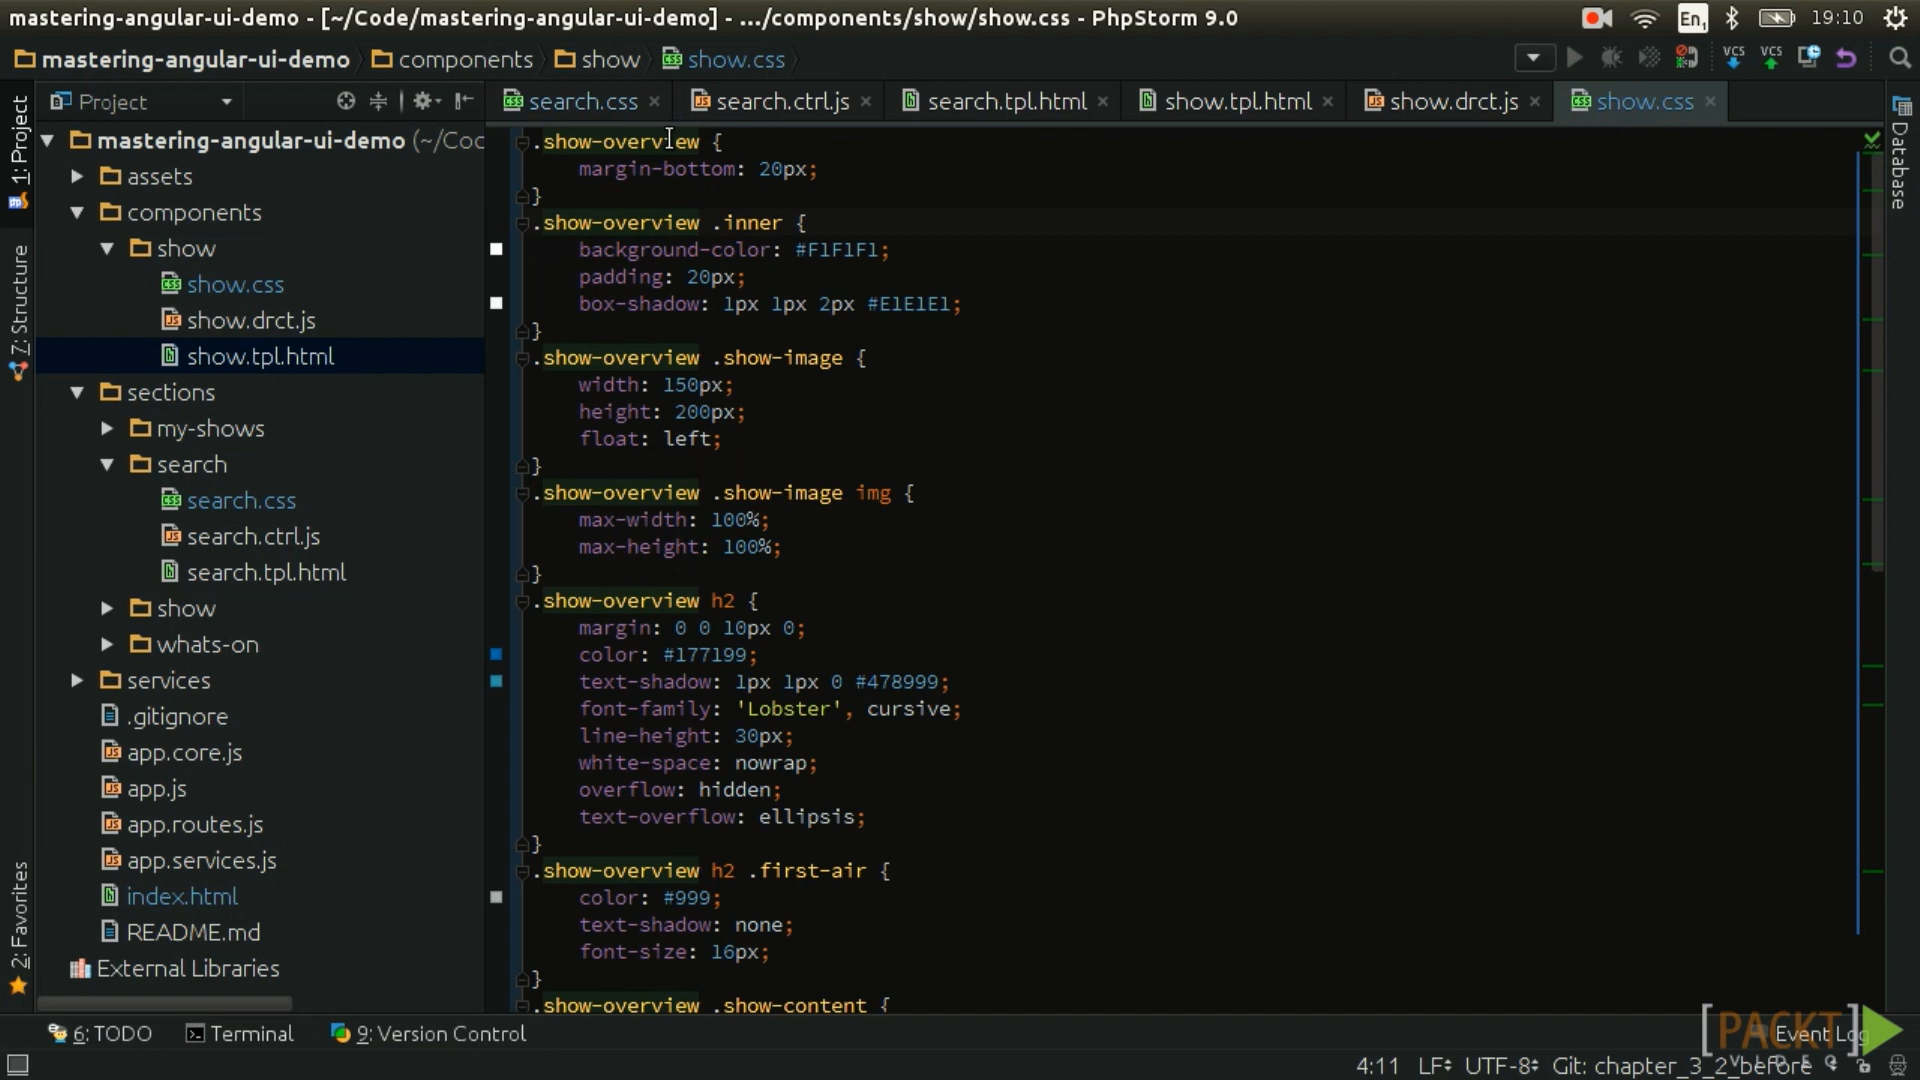 mastering-angular-ui-demo - [~/Code/mastering-angular-ui-demo] - .../components/show/show.css - PhpStorm 9.0
En1 19:10
mastering-angular-ui-demo components show show.css
VCS VCS
Project
search.css search.ctrl.js search.tpl.html show.tpl.html show.drct.js show.css
1: Project
7: Structure
2: Favorites
Database
mastering-angular-ui-demo (~/Coc
assets
components
show
show.css
show.drct.js
show.tpl.html
sections
my-shows
search
search.css
search.ctrl.js
search.tpl.html
show
whats-on
services
.gitignore
app.core.js
app.js
app.routes.js
app.services.js
index.html
README.md
External Libraries
.show-overview {
margin-bottom: 20px;
}
.show-overview .inner {
background-color: #F1F1F1;
padding: 20px;
box-shadow: 1px 1px 2px #E1E1E1;
}
.show-overview .show-image {
width: 150px;
height: 200px;
float: left;
}
.show-overview .show-image img {
max-width: 100%;
max-height: 100%;
}
.show-overview h2 {
margin: 0 0 10px 0;
color: #177199;
text-shadow: 1px 1px 0 #478999;
font-family: 'Lobster', cursive;
line-height: 30px;
white-space: nowrap;
overflow: hidden;
text-overflow: ellipsis;
}
.show-overview h2 .first-air {
color: #999;
text-shadow: none;
font-size: 16px;
}
.show-overview .show-content {
6: TODO Terminal 9: Version Control
Event Log
[PACKT]
VIDEO
4:11 LF UTF-8 Git: chapter_3_2_before